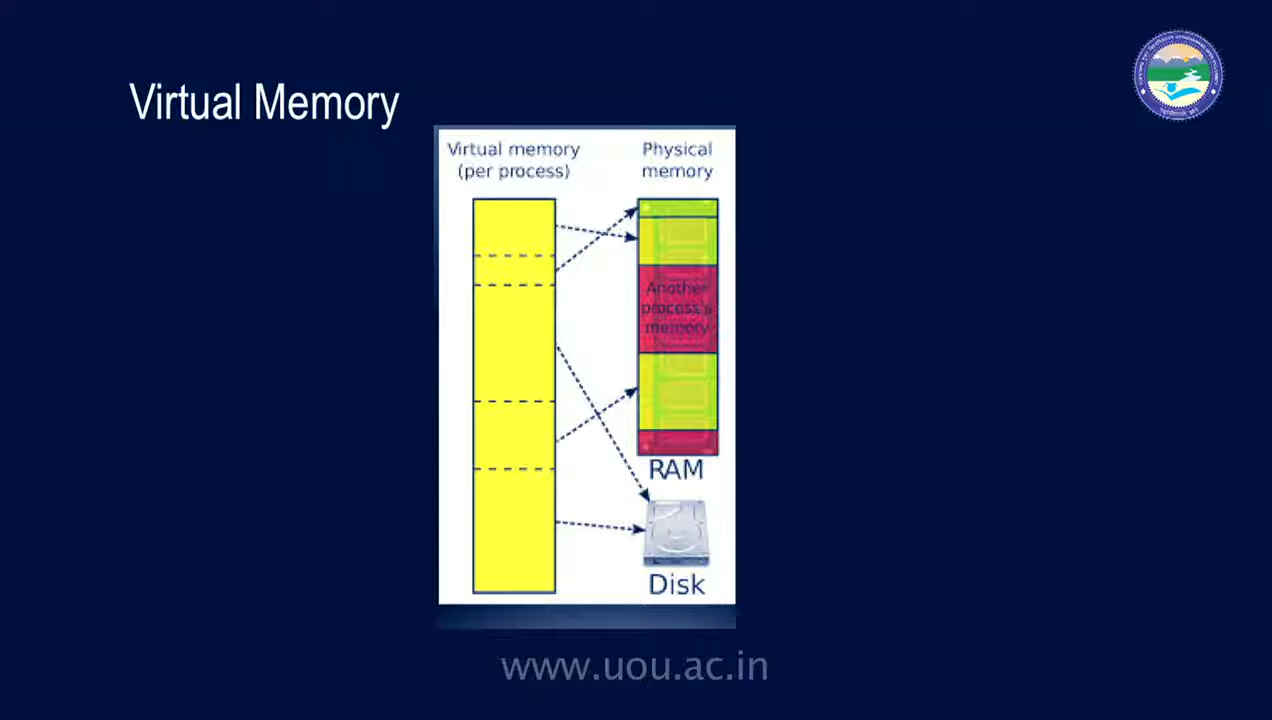 Virtual Memory
Virtual memory
(per process)
Physical
memory
Another
process's
memory
RAM
Disk
www.uou.ac.in